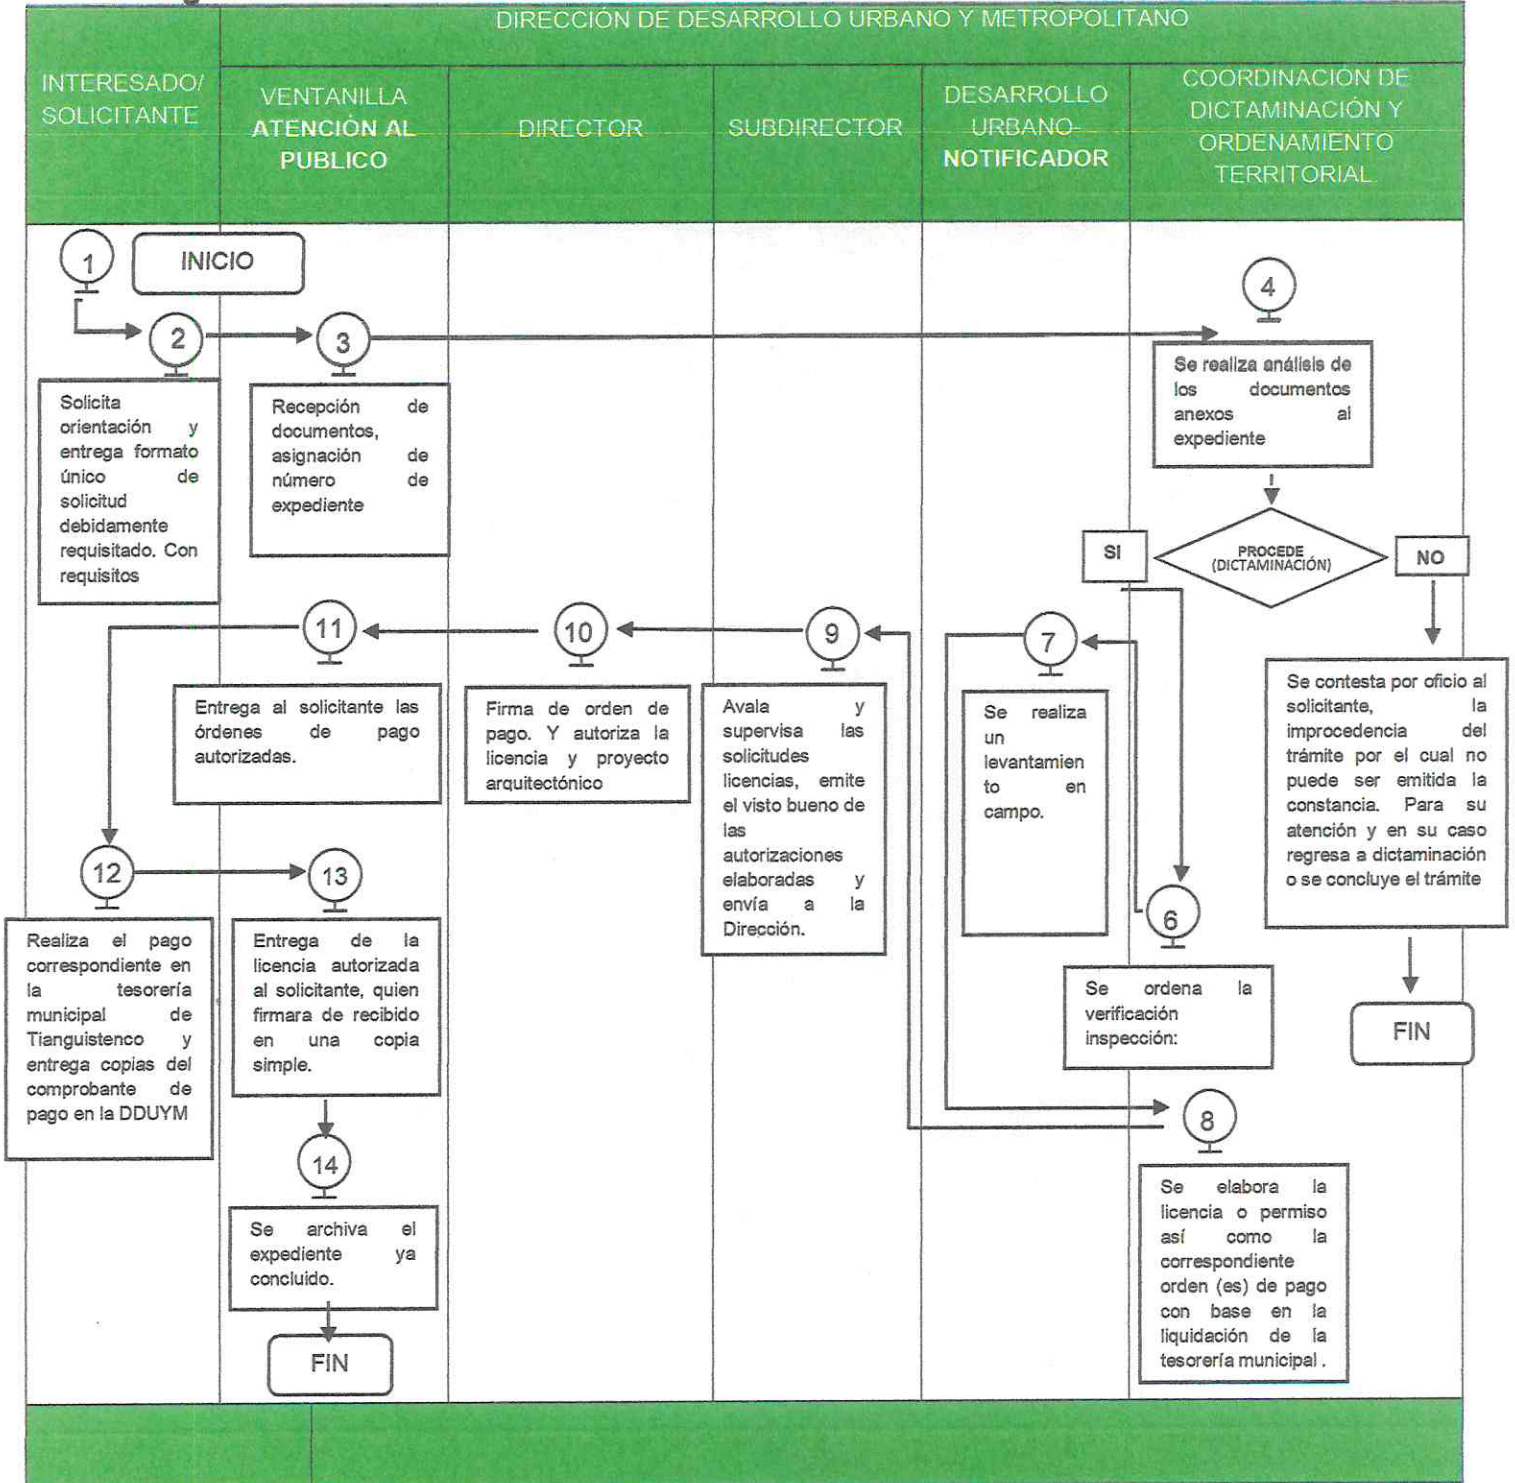 DIRECCIÓN DE DESARROLLO URBANO Y METROPOLITANO
INTERESADO/
SOLICITANTE
VENTANILLA
ATENCIÓN AL
PUBLICO
DIRECTOR
SUBDIRECTOR
DESARROLLO
URBANO-
NOTIFICADOR
COORDINACIÓN DE
DICTAMINACIÓN Y
ORDENAMIENTO
TERRITORIAL.
1
INICIO
2
Solicita
orientación y
entrega formato
único de
solicitud
debidamente
requisitado. Con
requisitos
3
Recepción de
documentos,
asignación de
número de
expediente
4
Se realiza análisis de
los documentos
anexos al
expediente
SI
PROCEDE
(DICTAMINACIÓN)
NO
Se contesta por oficio al
solicitante, la
improcedencia del
trámite por el cual no
puede ser emitida la
constancia. Para su
atención y en su caso
regresa a dictaminación
o se concluye el trámite
FIN
6
Se ordena la
verificación
inspección:
7
Se realiza
un
levantamien
to en
campo.
8
Se elabora la
licencia o permiso
así como la
correspondiente
orden (es) de pago
con base en la
liquidación de la
tesorería municipal .
9
Avala y
supervisa las
solicitudes
licencias, emite
el visto bueno de
las
autorizaciones
elaboradas y
envía a la
Dirección.
10
Firma de orden de
pago. Y autoriza la
licencia y proyecto
arquitectónico
11
Entrega al solicitante las
órdenes de pago
autorizadas.
12
Realiza el pago
correspondiente en
la tesorería
municipal de
Tianguistenco y
entrega copias del
comprobante de
pago en la DDUYM
13
Entrega de la
licencia autorizada
al solicitante, quien
firmara de recibido
en una copia
simple.
14
Se archiva el
expediente ya
concluido.
FIN